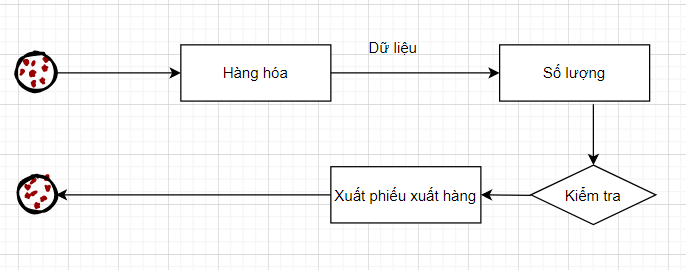 Dữ liệu
Hàng hóa
Số lượng
Xuất phiếu xuất hàng
Kiểm tra